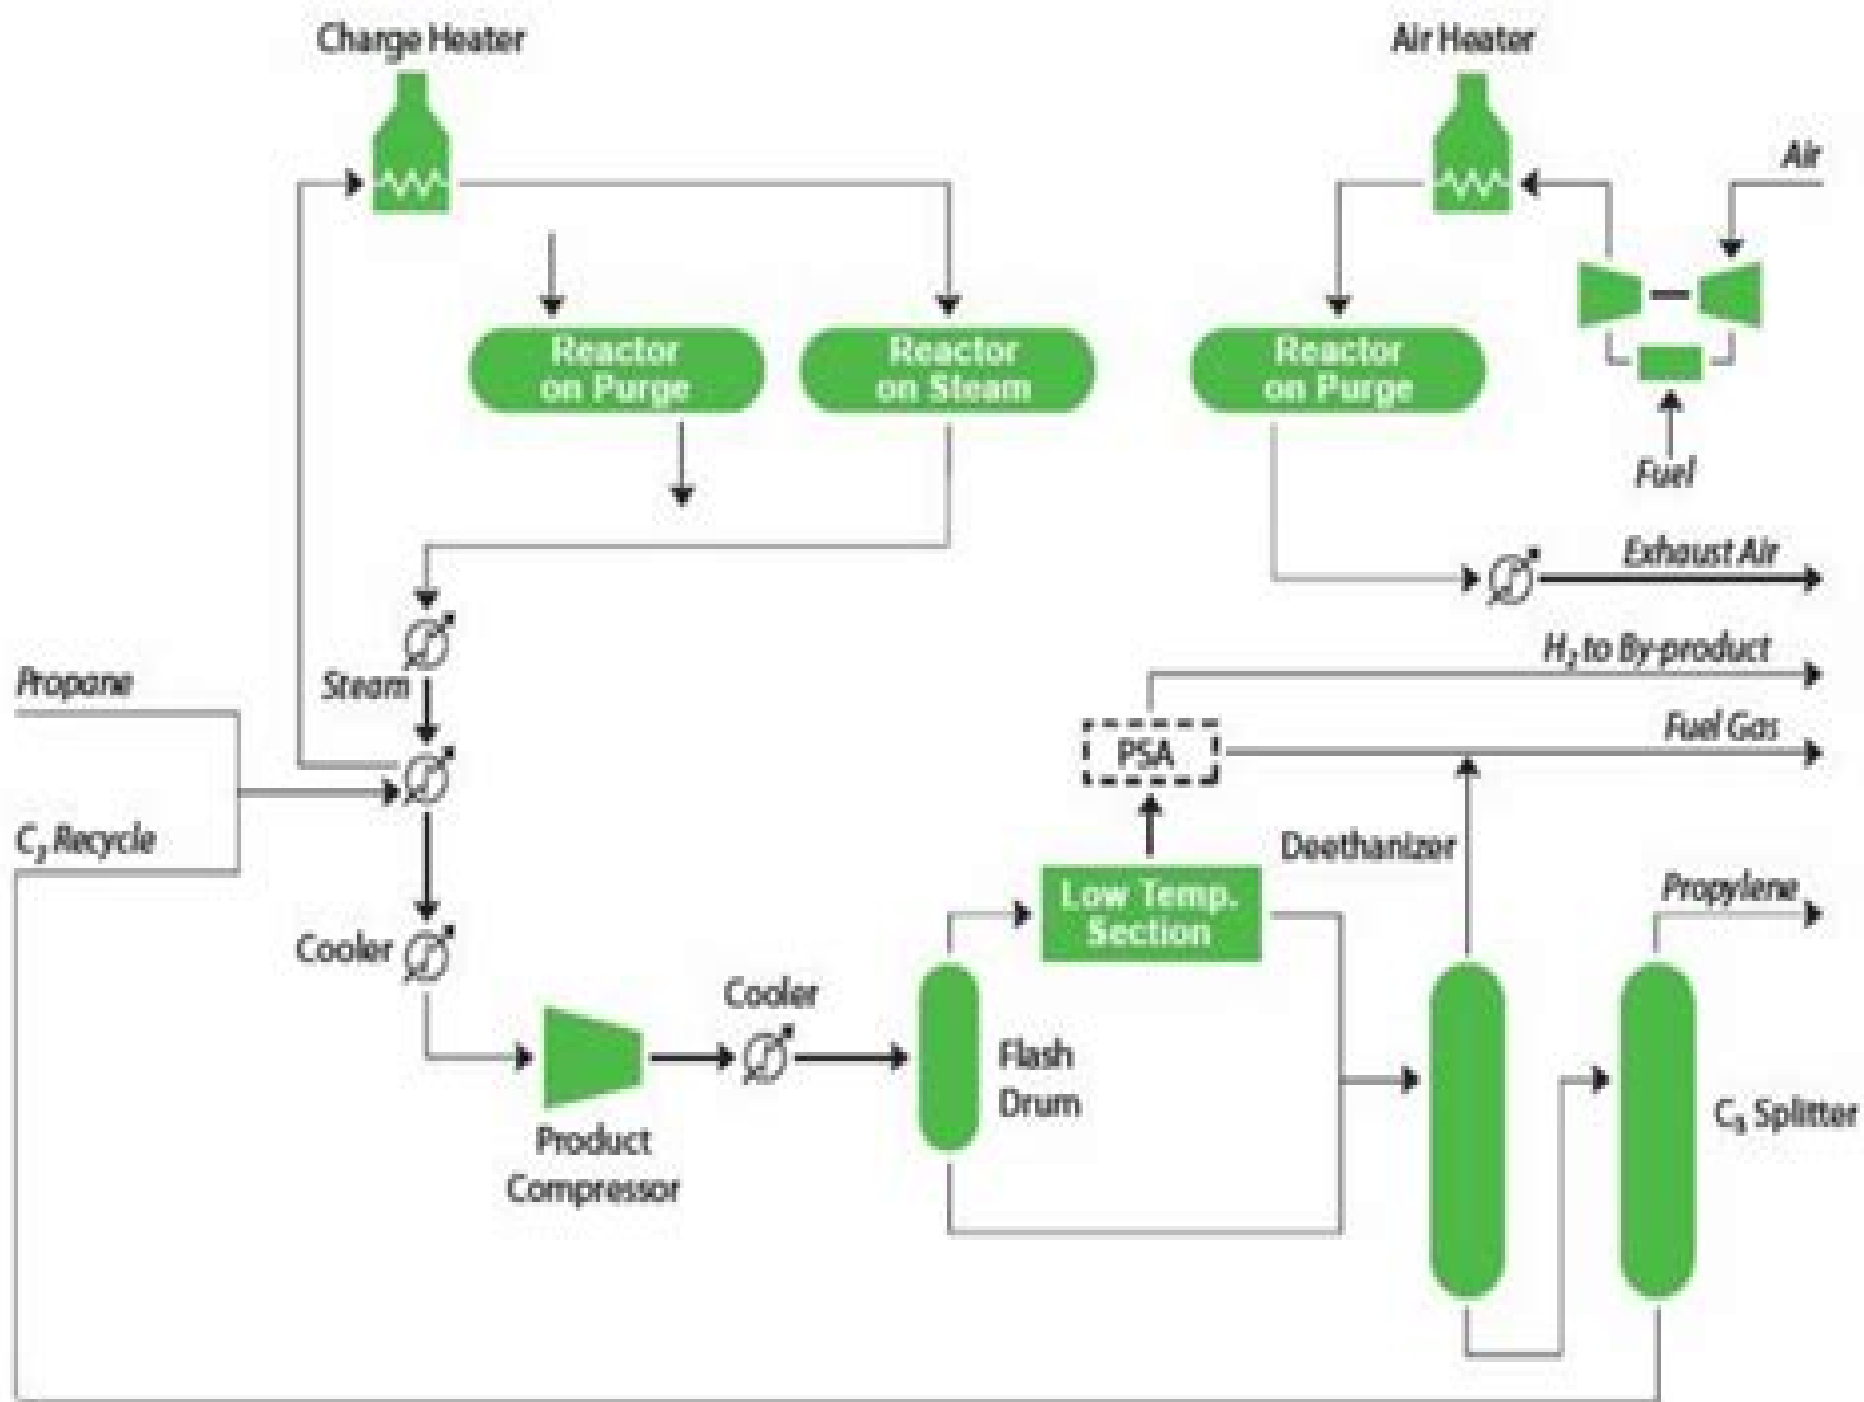 Charge Heater
Air Heater
Air
Reactor
on Purge
Reactor
on Steam
Reactor
on Purge
Fuel
Exhaust Air
H₂ to By-product
Propane
Steam
Fuel Gas
PSA
C₃ Recycle
Deethanizer
Low Temp.
Section
Propylene
Cooler
Cooler
Flash
Drum
C₃ Splitter
Product
Compressor